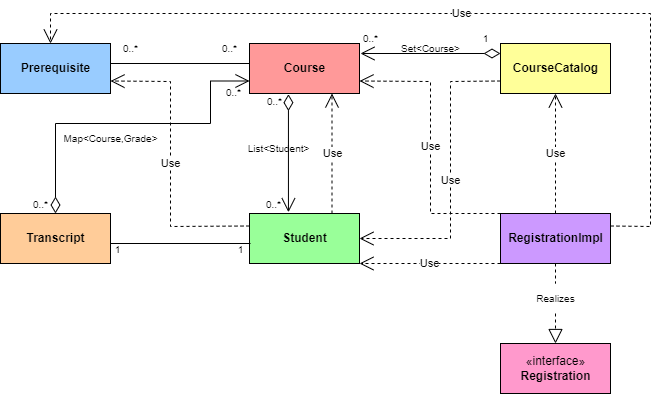 Use
0..*
0..*
0..*
1
Set<Course>
Prerequisite
Course
CourseCatalog
0..*
0..*
Map<Course,Grade>
List<Student>
Use
Use
Use
Use
Use
0..*
0..*
Transcript
Student
RegistrationImpl
1
1
Use
Realizes
«interface»
Registration